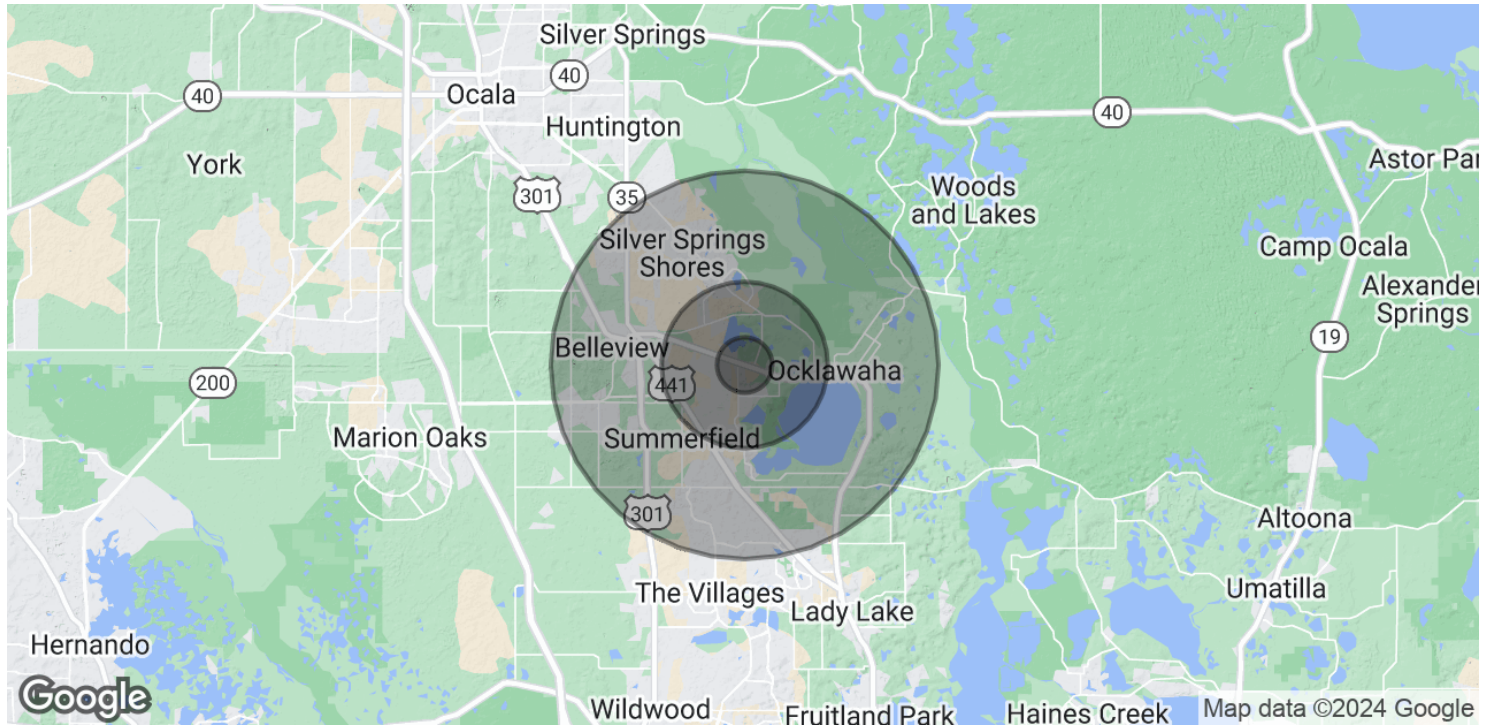 Silver Springs
40
40
Ocala
40
Huntington
Astor Par
York
Woods
and Lakes
301
35
Silver Springs
Shores
Camp Ocala
Alexander
Springs
19
Belleview
Ocklawaha
200
441
Marion Oaks
Summerfield
301
Altoona
The Villages
Umatilla
Lady Lake
Hernando
Google
Wildwood
Fruitland Park
Haines Creek
Map data ©2024 Google